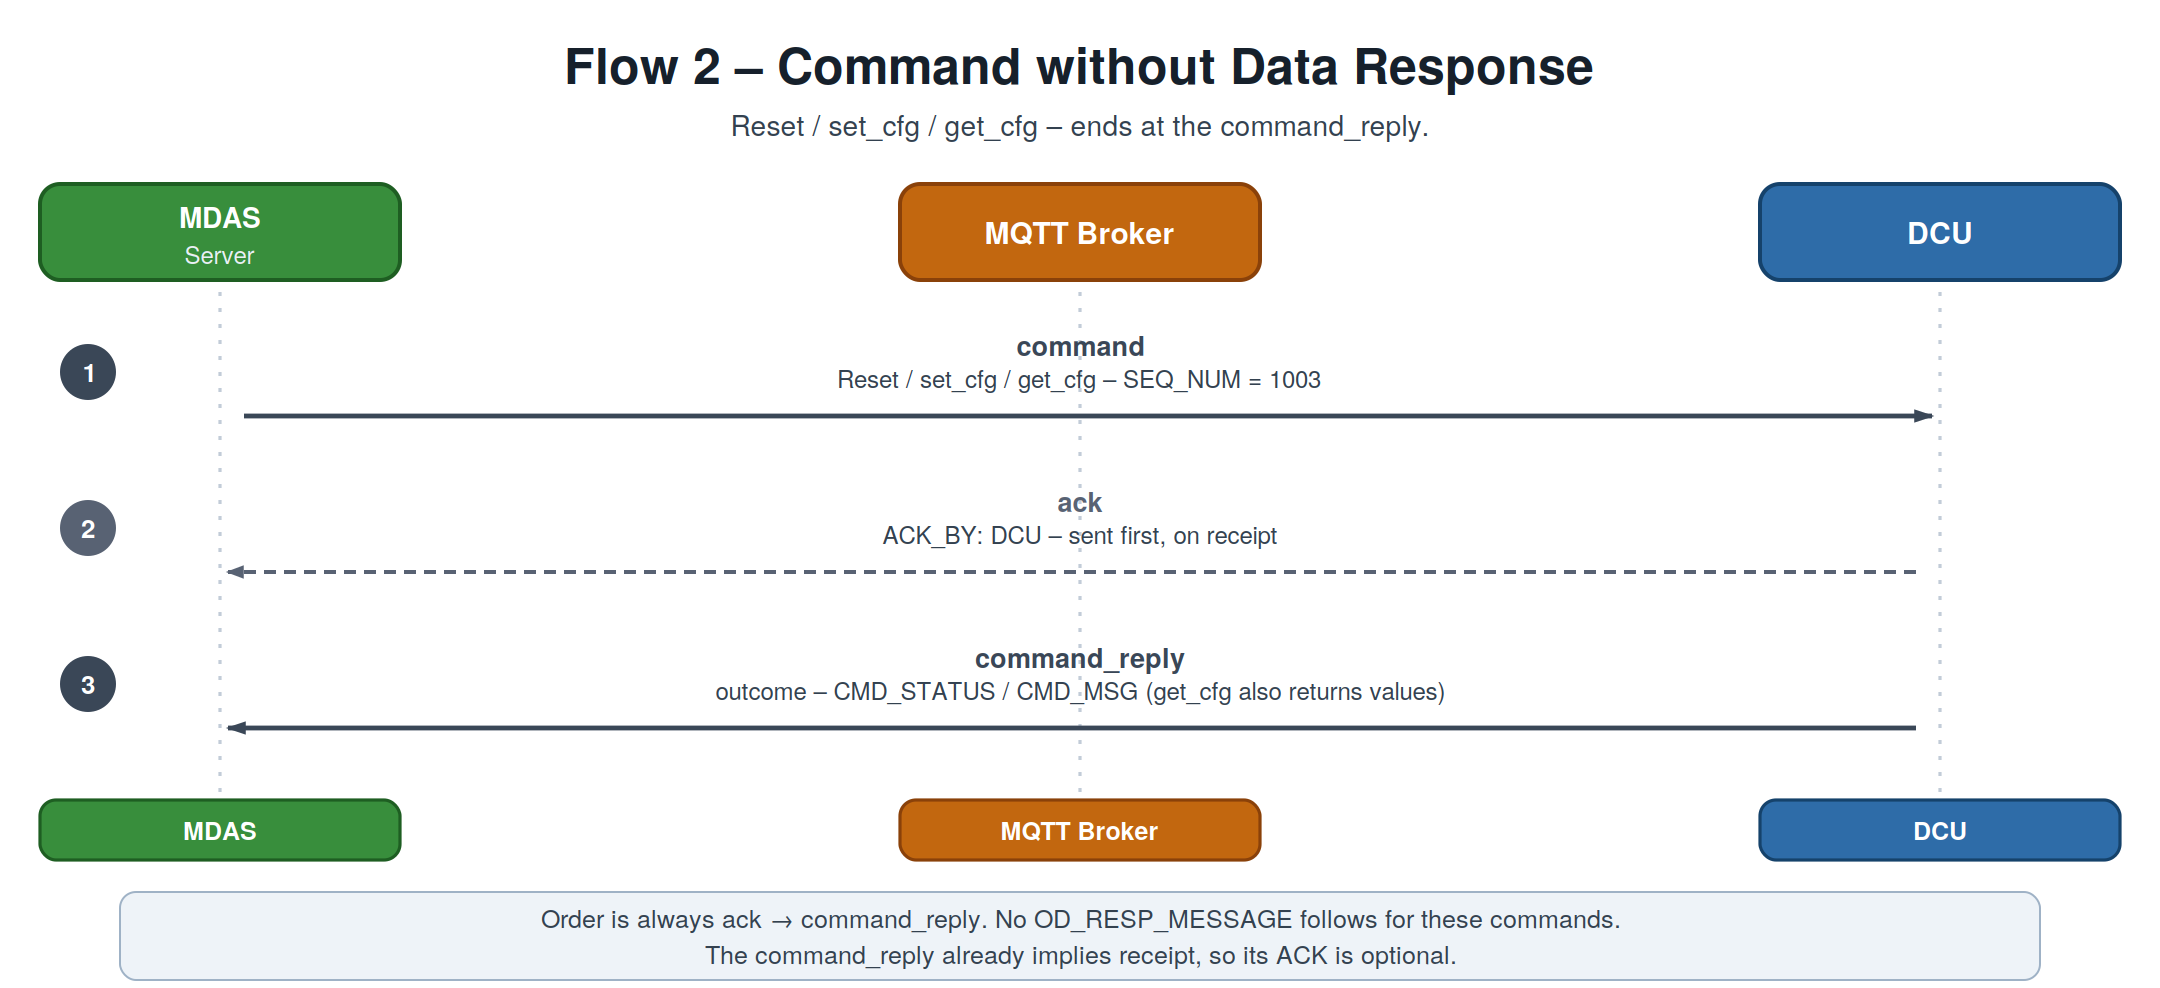 Flow 2 – Command without Data Response
Reset / set_cfg / get_cfg – ends at the command_reply.
MDAS
Server
MQTT Broker
DCU
1
command
Reset / set_cfg / get_cfg – SEQ_NUM = 1003
2
ack
ACK_BY: DCU – sent first, on receipt
3
command_reply
outcome – CMD_STATUS / CMD_MSG (get_cfg also returns values)
MDAS
MQTT Broker
DCU
Order is always ack → command_reply. No OD_RESP_MESSAGE follows for these commands.
The command_reply already implies receipt, so its ACK is optional.